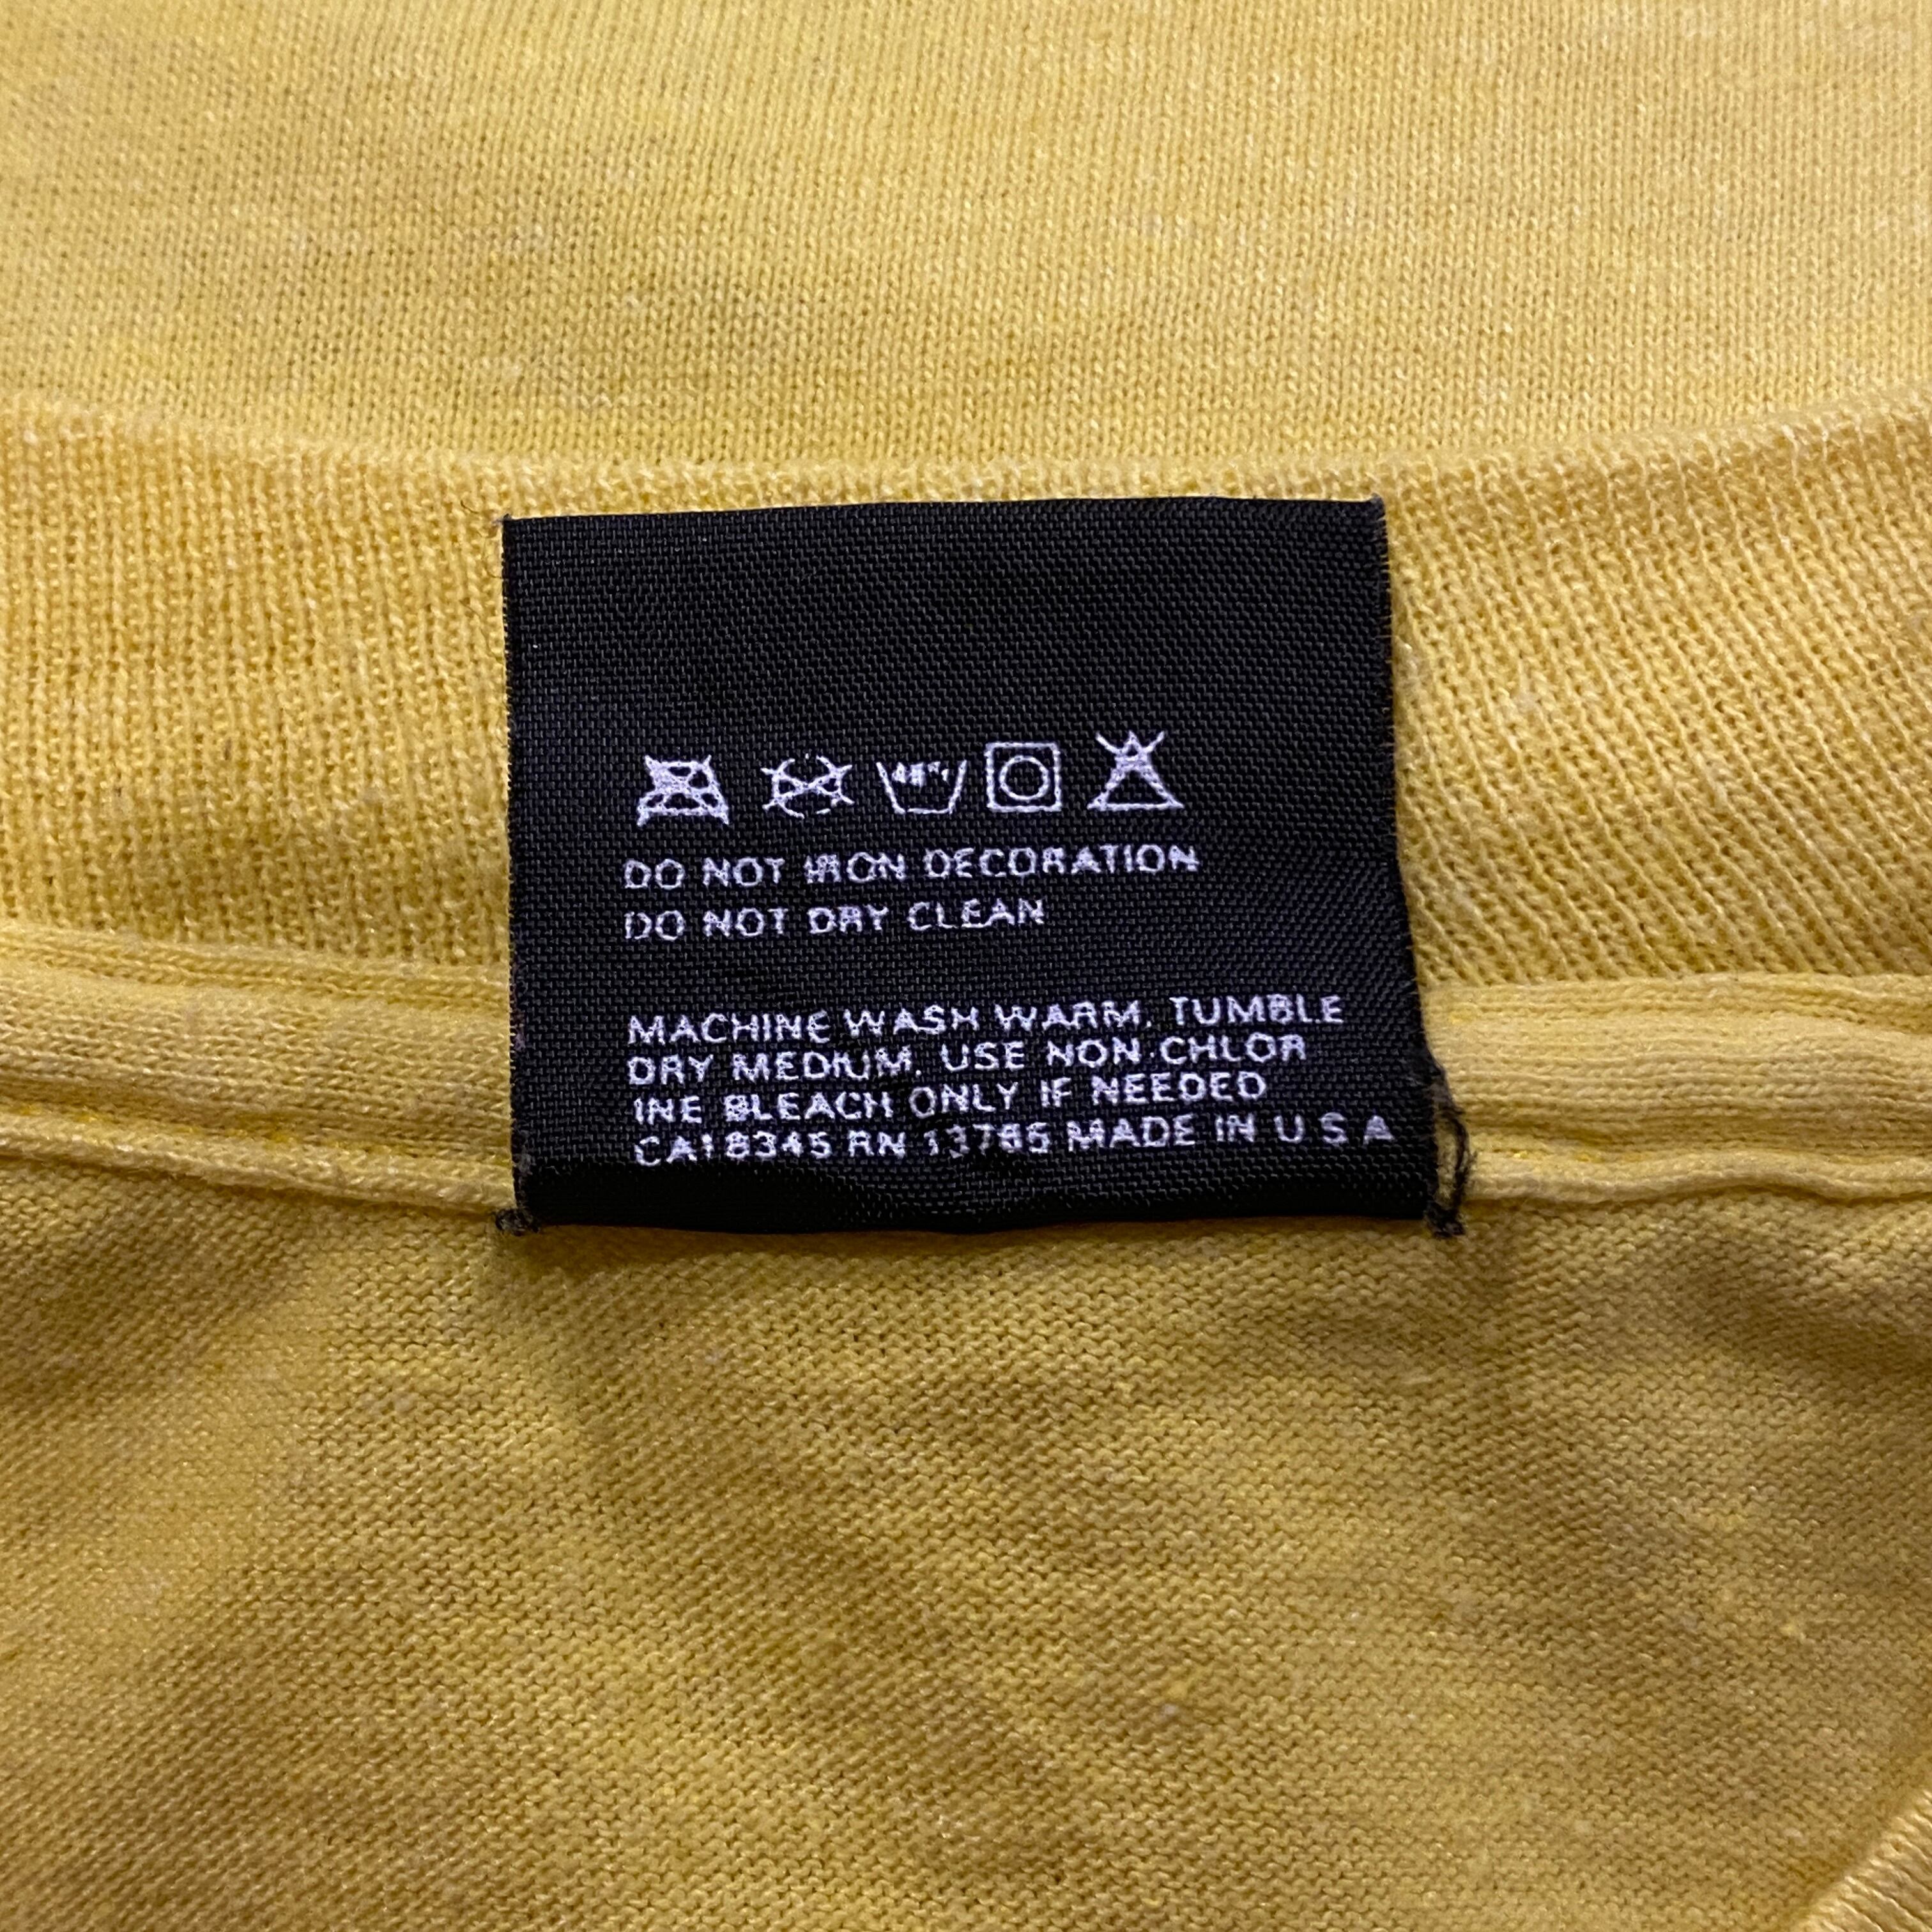 40°C
DO NOT IRON DECORATION
DO NOT DRY CLEAN
MACHINE WASH WARM, TUMBLE
DRY MEDIUM. USE NON-CHLOR
INE BLEACH ONLY IF NEEDED
CA18345 RN 13765 MADE IN U S A